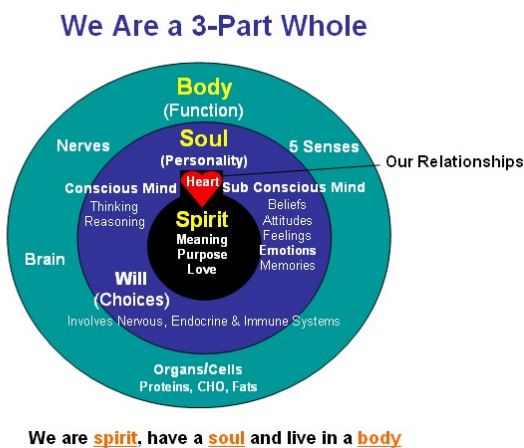 We Are a 3-Part Whole
Body
(Function)
Nerves
Soul
5 Senses
(Personality)
Our Relationships
Conscious Mind
Heart
Sub Conscious Mind
Thinking
Reasoning
Beliefs
Attitudes
Feelings
Emotions
Memories
Spirit
Meaning
Purpose
Love
Brain
Will
(Choices)
Involves Nervous, Endocrine & Immune Systems
Organs/Cells
Proteins, CHO, Fats
We are spirit, have a soul and live in a body